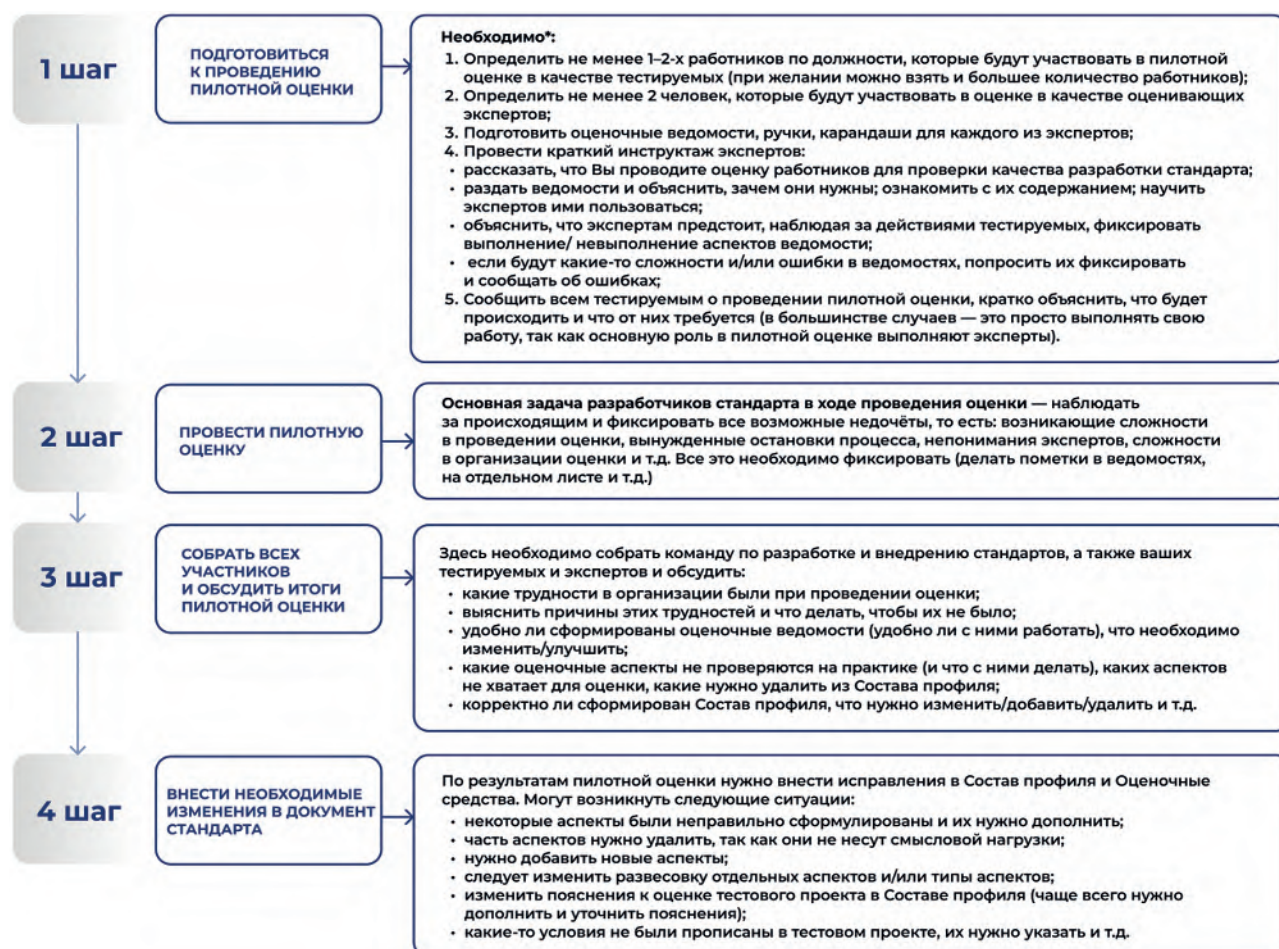 1 шаг
ПОДГОТОВИТЬСЯ
К ПРОВЕДЕНИЮ
ПИЛОТНОЙ ОЦЕНКИ
Необходимо*:
1. Определить не менее 1–2-х работников по должности, которые будут участвовать в пилотной
оценке в качестве тестируемых (при желании можно взять и большее количество работников);
2. Определить не менее 2 человек, которые будут участвовать в оценке в качестве оценивающих
экспертов;
3. Подготовить оценочные ведомости, ручки, карандаши для каждого из экспертов;
4. Провести краткий инструктаж экспертов:
• рассказать, что Вы проводите оценку работников для проверки качества разработки стандарта;
• раздать ведомости и объяснить, зачем они нужны; ознакомить с их содержанием; научить
экспертов ими пользоваться;
• объяснить, что экспертам предстоит, наблюдая за действиями тестируемых, фиксировать
выполнение/ невыполнение аспектов ведомости;
• если будут какие-то сложности и/или ошибки в ведомостях, попросить их фиксировать
и сообщать об ошибках;
5. Сообщить всем тестируемым о проведении пилотной оценки, кратко объяснить, что будет
происходить и что от них требуется (в большинстве случаев — это просто выполнять свою
работу, так как основную роль в пилотной оценке выполняют эксперты).
2 шаг
ПРОВЕСТИ ПИЛОТНУЮ
ОЦЕНКУ
Основная задача разработчиков стандарта в ходе проведения оценки — наблюдать
за происходящим и фиксировать все возможные недочёты, то есть: возникающие сложности
в проведении оценки, вынужденные остановки процесса, непонимания экспертов, сложности
в организации оценки и т.д. Все это необходимо фиксировать (делать пометки в ведомостях,
на отдельном листе и т.д.)
3 шаг
СОБРАТЬ ВСЕХ
УЧАСТНИКОВ
И ОБСУДИТЬ ИТОГИ
ПИЛОТНОЙ ОЦЕНКИ
Здесь необходимо собрать команду по разработке и внедрению стандартов, а также ваших
тестируемых и экспертов и обсудить:
• какие трудности в организации были при проведении оценки;
• выяснить причины этих трудностей и что делать, чтобы их не было;
• удобно ли сформированы оценочные ведомости (удобно ли с ними работать), что необходимо
изменить/улучшить;
• какие оценочные аспекты не проверяются на практике (и что с ними делать), каких аспектов
не хватает для оценки, какие нужно удалить из Состава профиля;
• корректно ли сформирован Состав профиля, что нужно изменить/добавить/удалить и т.д.
4 шаг
ВНЕСТИ НЕОБХОДИМЫЕ
ИЗМЕНЕНИЯ В ДОКУМЕНТ
СТАНДАРТА
По результатам пилотной оценки нужно внести исправления в Состав профиля и Оценочные
средства. Могут возникнуть следующие ситуации:
• некоторые аспекты были неправильно сформулированы и их нужно дополнить;
• часть аспектов нужно удалить, так как они не несут смысловой нагрузки;
• нужно добавить новые аспекты;
• следует изменить развесовку отдельных аспектов и/или типы аспектов;
• изменить пояснения к оценке тестового проекта в Составе профиля (чаще всего нужно
дополнить и уточнить пояснения);
• какие-то условия не были прописаны в тестовом проекте, их нужно указать и т.д.